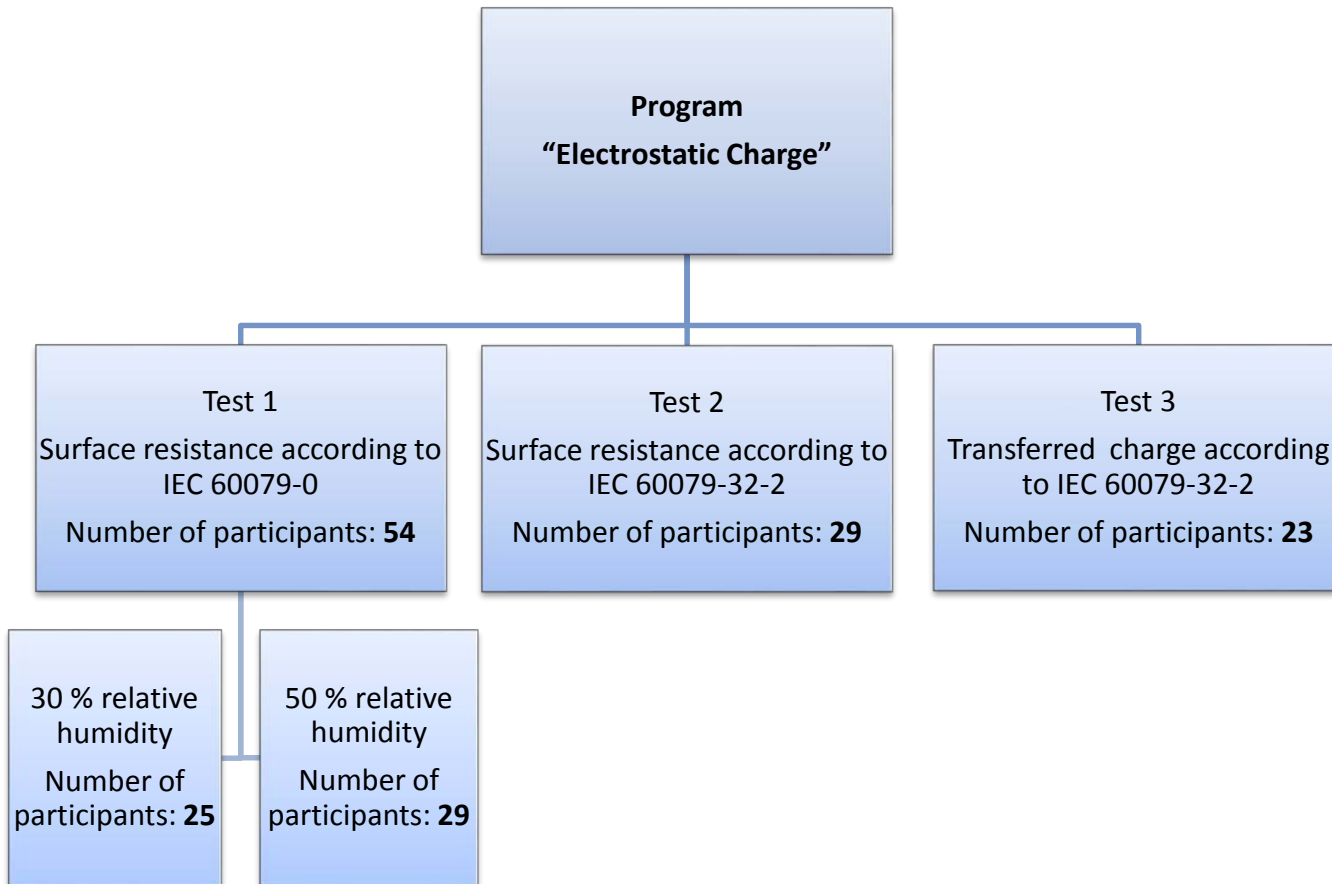 Program
“Electrostatic Charge”
Test 1
Surface resistance according to
IEC 60079-0
Number of participants: 54
Test 2
Surface resistance according to
IEC 60079-32-2
Number of participants: 29
Test 3
Transferred  charge according
to IEC 60079-32-2
Number of participants: 23
30 % relative
humidity
Number of
participants: 25
50 % relative
humidity
Number of
participants: 29